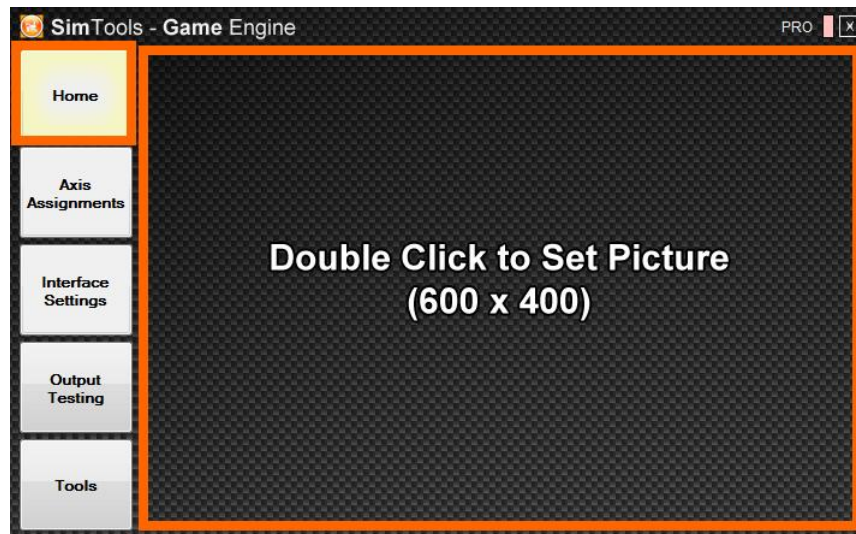 SimTools - Game Engine
PRO
Home
Axis
Assignments
Interface
Settings
Output
Testing
Tools
Double Click to Set Picture
(600 x 400)